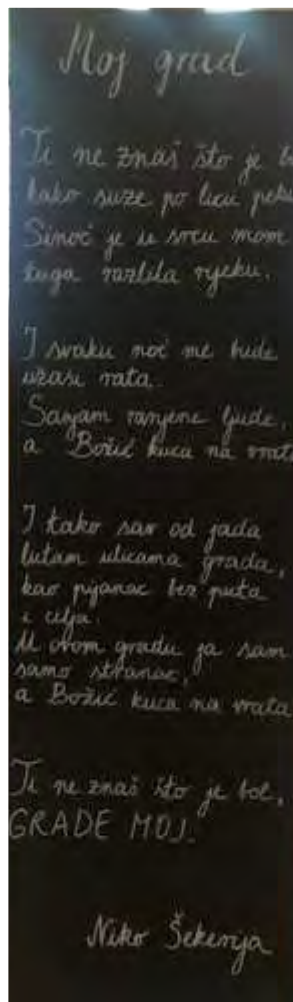 Moj grad
Ti ne znaš što je b
kako suze po licu peku
Sinoć je u srcu mom
tuga razlila rijeku.
I svaku noć me bude
užasi rata.
Sanjam ranjene ljude,
a Božić kuca na vrata
I tako sav od jada
lutam ulicama grada,
kao pijanac bez puta
i cilja.
U ovom gradu ja sam
samo stranac,
a Božić kuca na vrata
Ti ne znaš što je bol,
GRADE MOJ.
Niko Šekerija